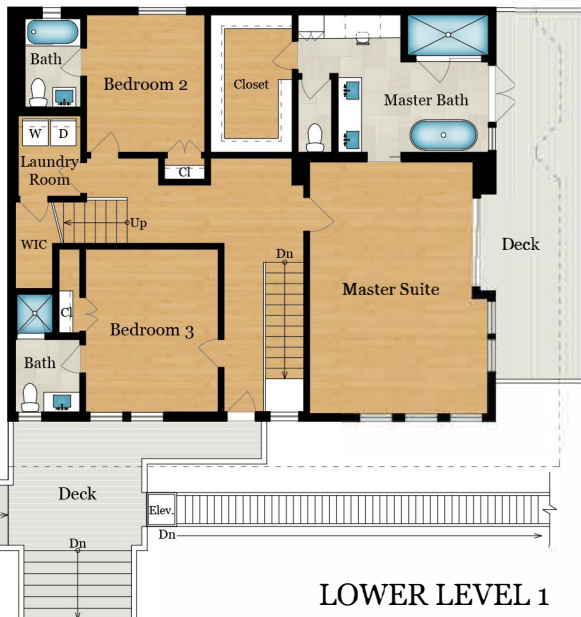 Bath
Bedroom 2
Closet
Master Bath
W D
Laundry
Room
Cl
Up
WIC
Dn
Deck
Master Suite
Cl
Bedroom 3
Bath
Deck
Elev.
Dn
Dn
LOWER LEVEL 1